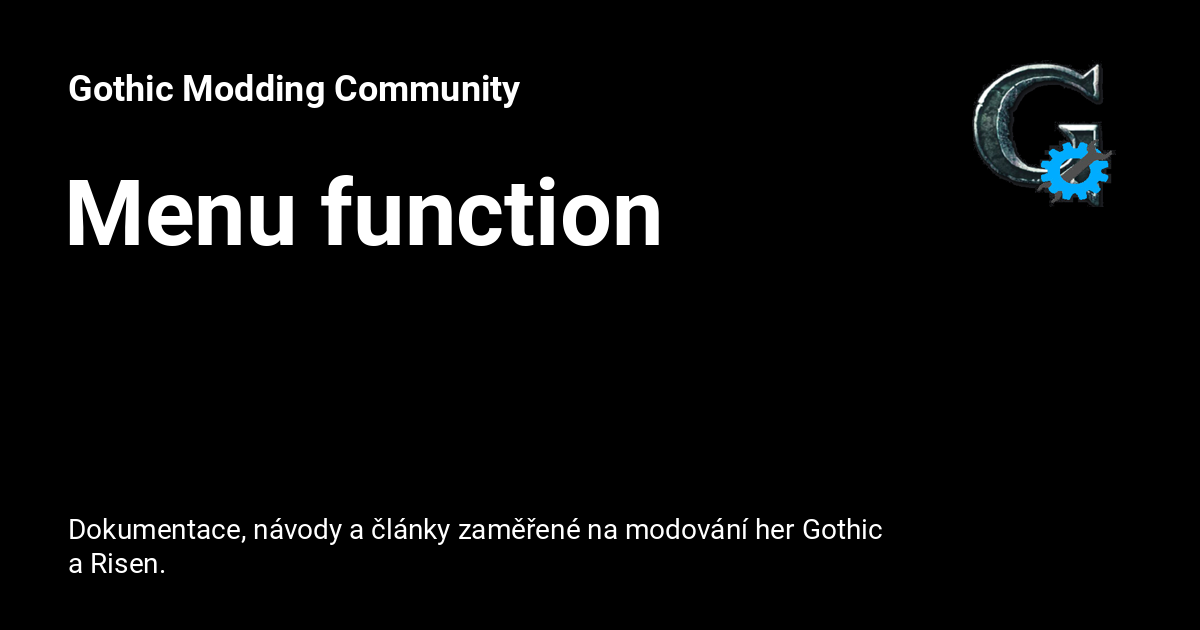 Gothic Modding Community
Menu function
Dokumentace, návody a články zaměřené na modování her Gothic
a Risen.